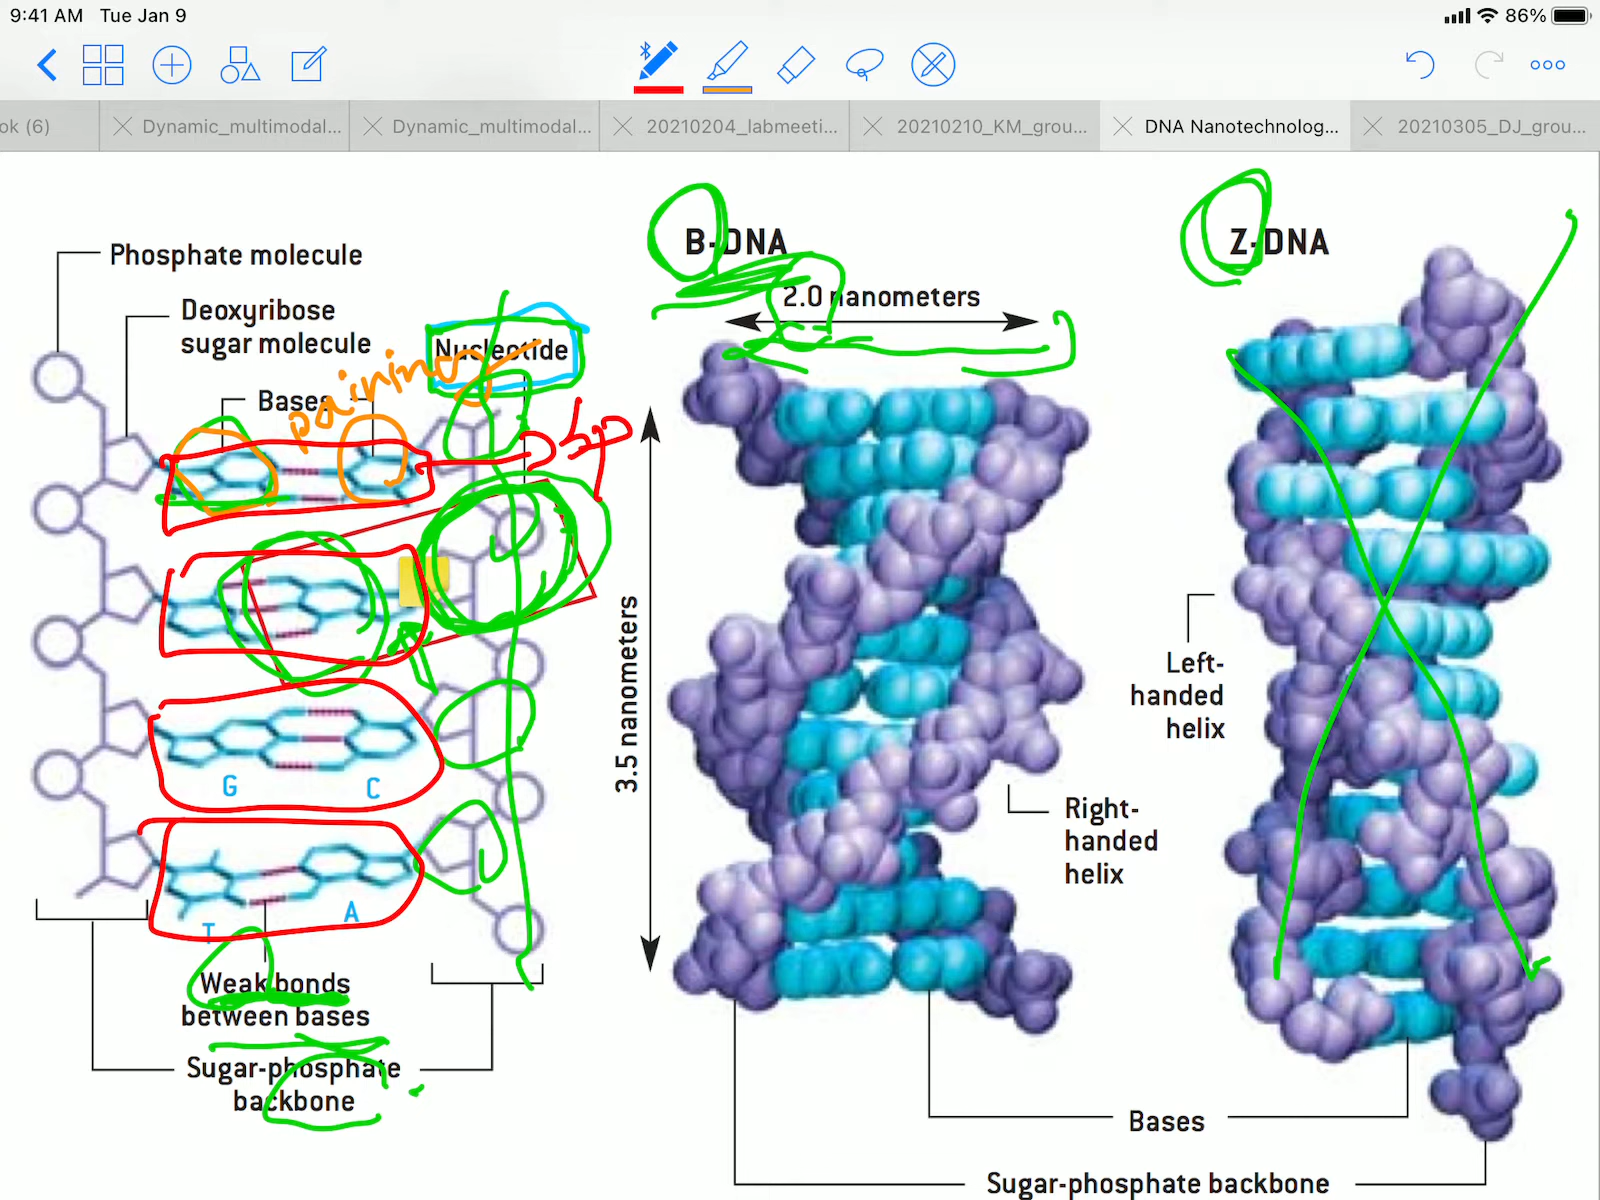 9:41 AM Tue Jan 9
86%
ok (6)
Dynamic_multimodal...
Dynamic_multimodal...
20210204_labmeeti...
20210210_KM_grou...
DNA Nanotechnolog...
20210305_DJ_grou...
Phosphate molecule
Deoxyribose
sugar molecule
Bases
pairing
Nucleotide
G
C
T
A
Weak bonds
between bases
Sugar-phosphate
backbone
B-DNA
2.0 nanometers
3.5 nanometers
Right-
handed
helix
Z-DNA
Left-
handed
helix
Bases
Sugar-phosphate backbone